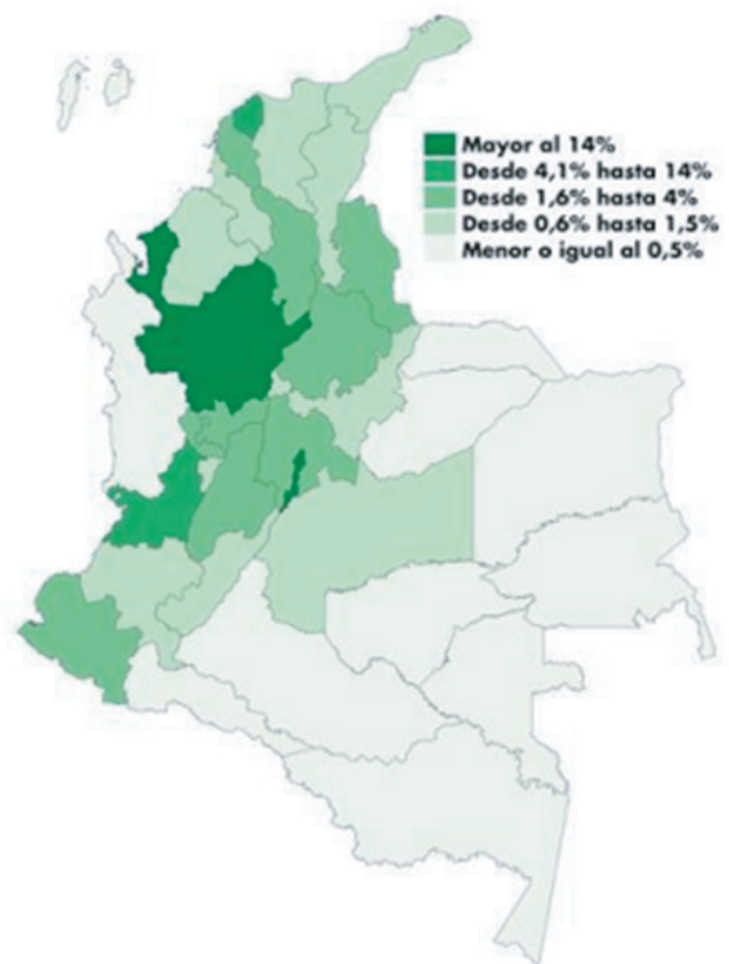 Mayor al 14%
Desde 4,1% hasta 14%
Desde 1,6% hasta 4%
Desde 0,6% hasta 1,5%
Menor o igual al 0,5%